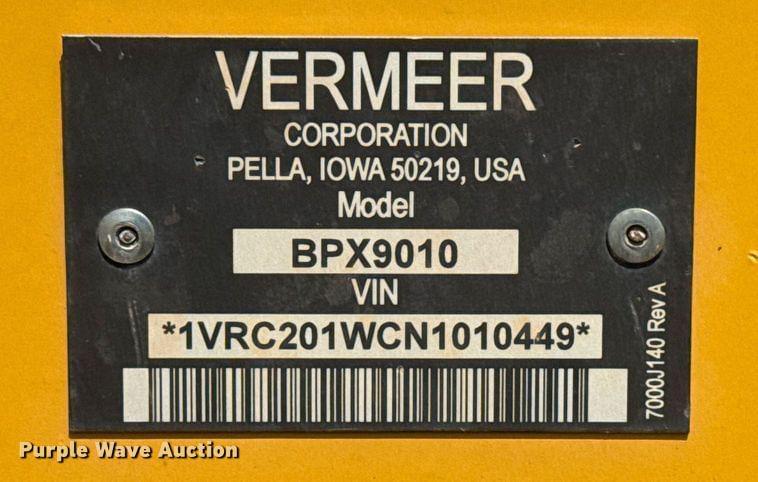 VERMEER
CORPORATION
PELLA, IOWA 50219, USA
Model
BPX9010
VIN
*1VRC201WCN1010449*
7000J140 Rev A
Purple Wave Auction